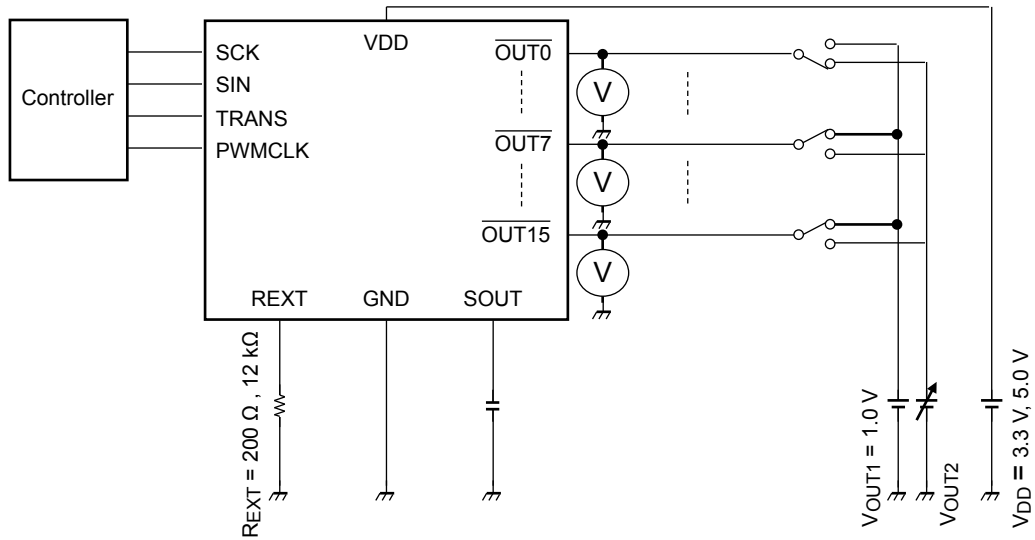 Controller
SCK
SIN
TRANS
PWMCLK
VDD
OUT0
V
OUT7
V
OUT15
V
REXT
GND
SOUT
REXT = 200 Ω , 12 kΩ
VOUT1 = 1.0 V
VOUT2
VDD = 3.3 V, 5.0 V